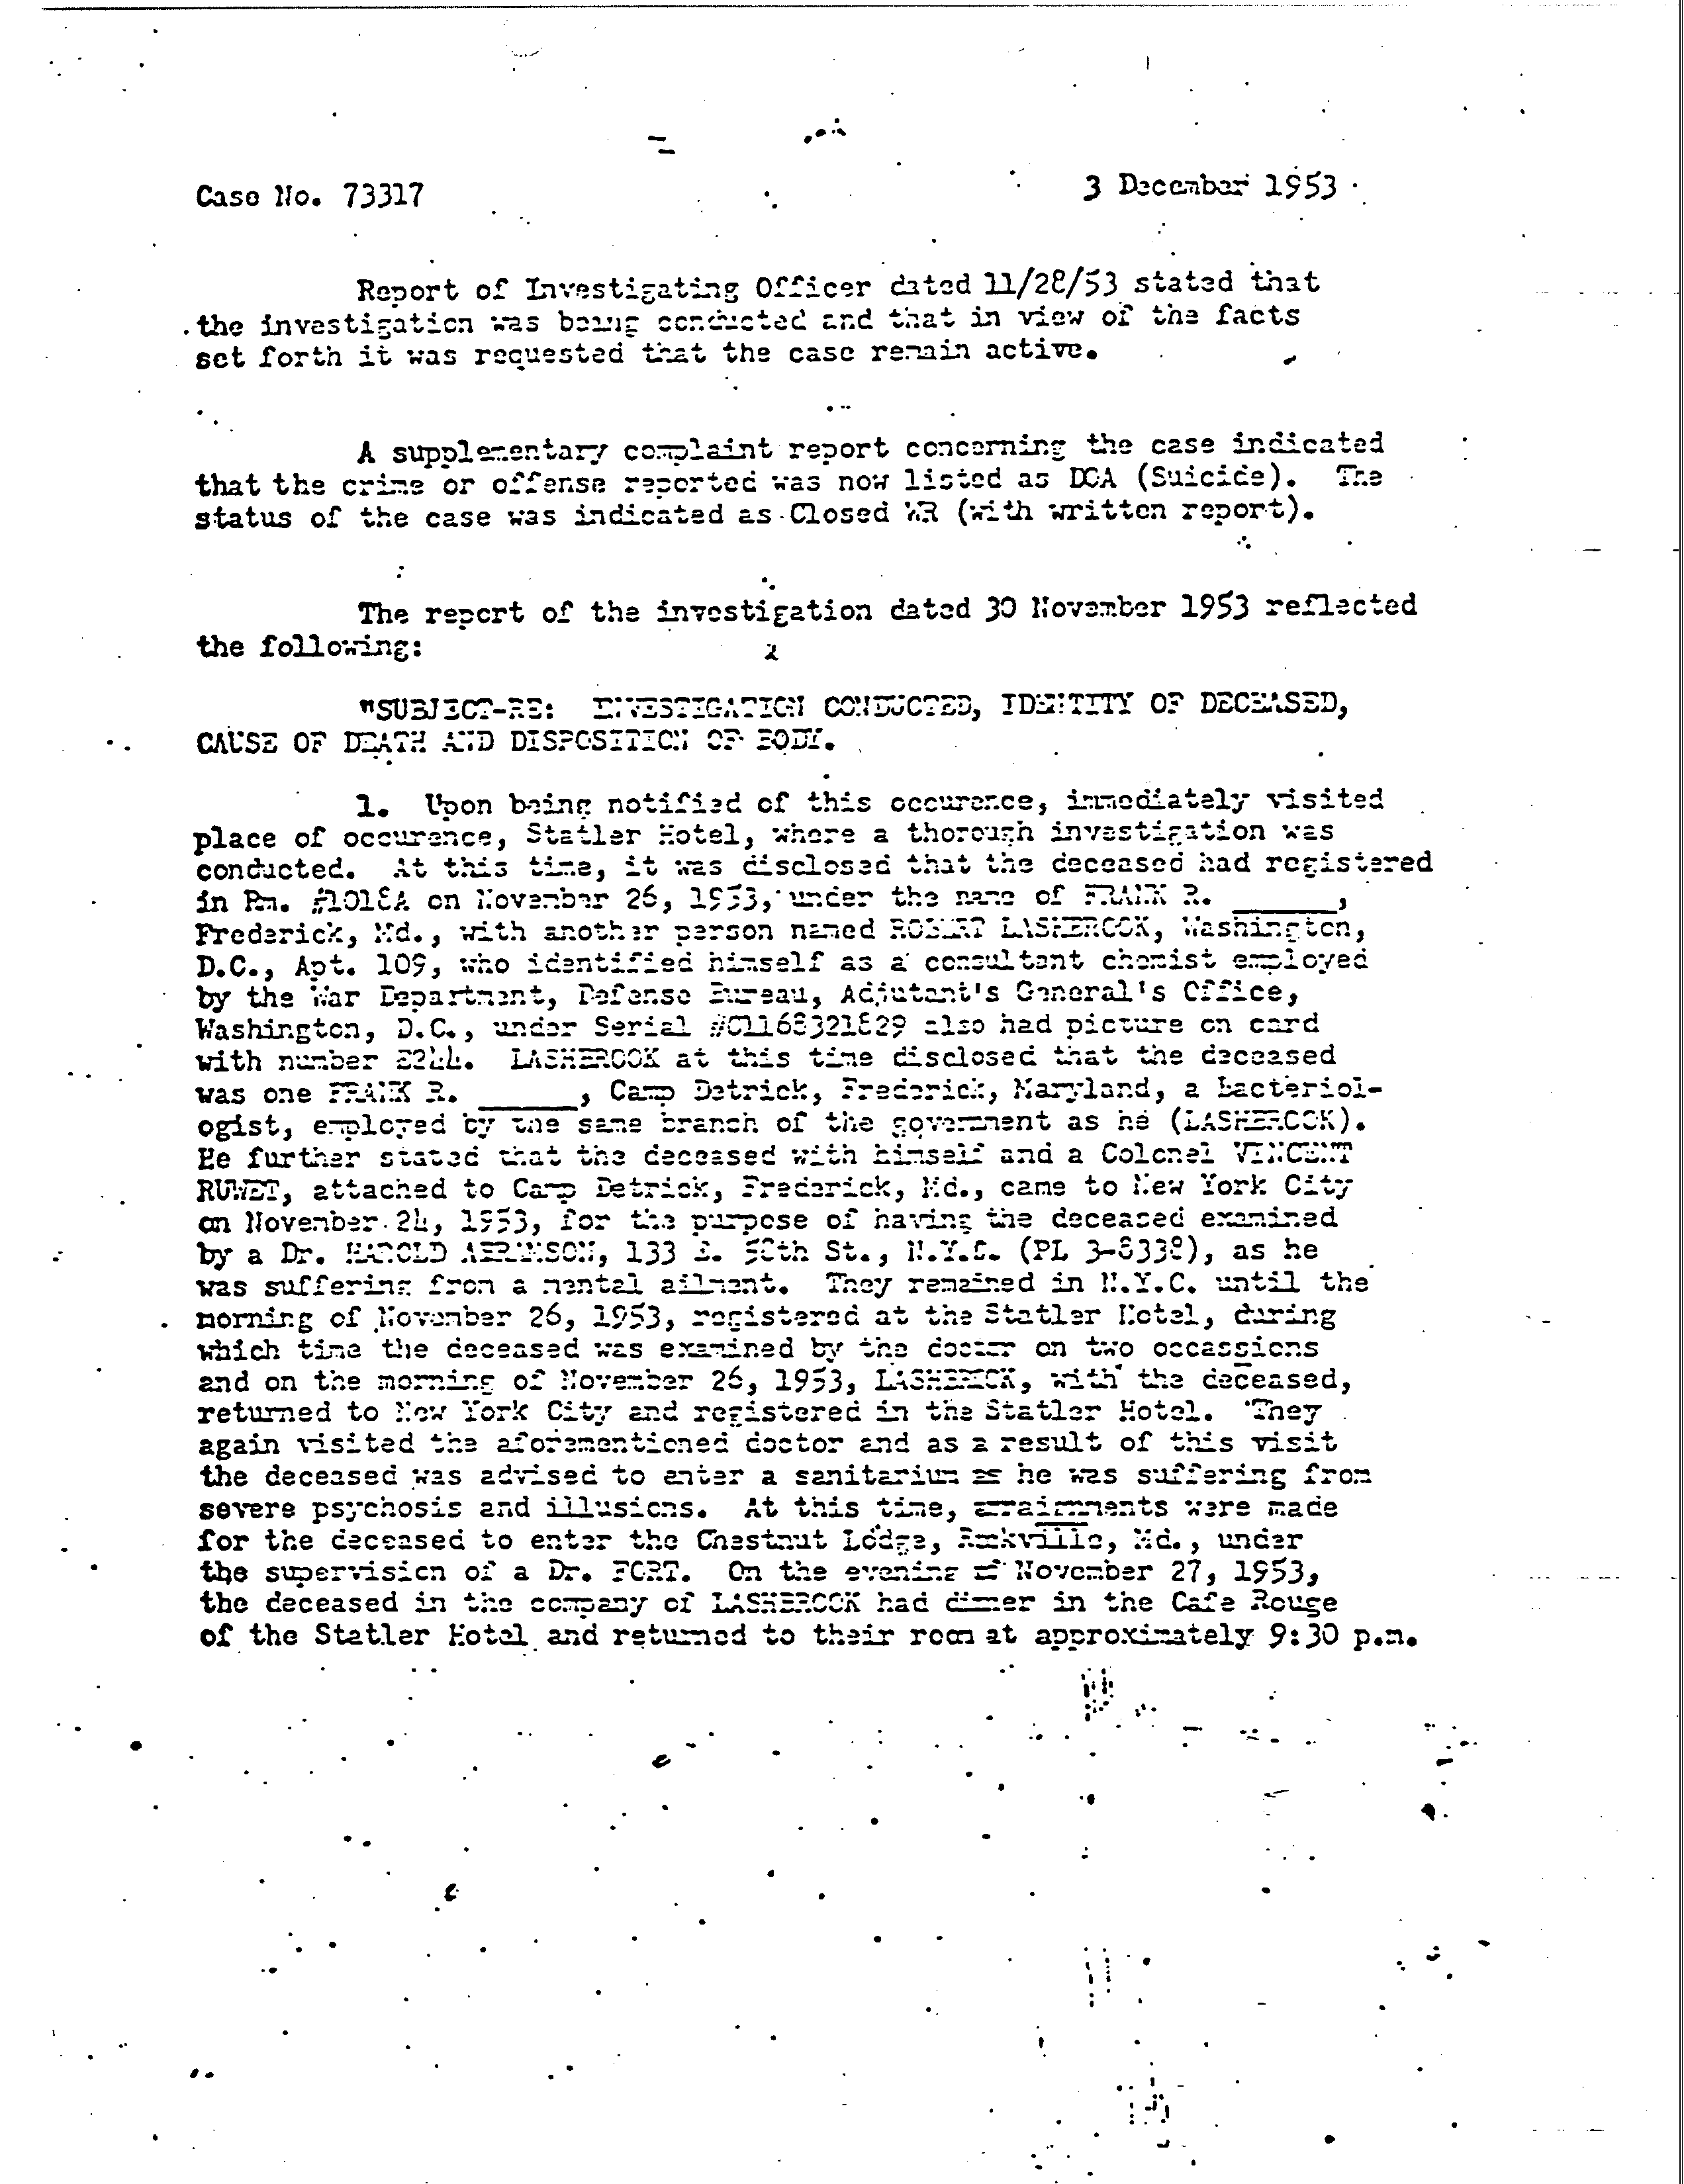 Case No. 73317
3 December 1953
Report of Investigating Officer dated 11/28/53 stated that
the investigation was being conducted and that in view of the facts
set forth it was requested that the case remain active.
A supplementary complaint report concerning the case indicated
that the crime or offense reported was now listed as DOA (Suicide). The
status of the case was indicated as Closed WR (with written report).
The report of the investigation dated 30 November 1953 reflected
the following:
"SUBJECT-RE: INVESTIGATION CONDUCTED, IDENTITY OF DECEASED,
CAUSE OF DEATH AND DISPOSITION OF BODY.
1. Upon being notified of this occurence, immediately visited
place of occurence, Statler Hotel, where a thorough investigation was
conducted. At this time, it was disclosed that the deceased had registered
in Rm. #1018A on November 26, 1953, under the name of FRANK R. ______,
Frederick, Md., with another person named ROBERT LASHBROOK, Washington,
D.C., Apt. 109, who identified himself as a consultant chemist employed
by the War Department, Defense Bureau, Adjutant's General's Office,
Washington, D.C., under Serial also had picture on card
with number LASHBROOK at this time disclosed that the deceased
was one FRANK R. ______, Camp Detrick, Frederick, Maryland, a bacteriol-
ogist, employed by the same branch of the government as he (LASHBROOK).
He further stated that the deceased with himself and a Colonel VINCENT
RUWET, attached to Camp Detrick, Frederick, Md., came to New York City
on November 24, 1953, for the purpose of having the deceased examined
by a Dr. HAROLD ABRAMSON, 133 E. 58th St., N.Y.C. (PL 3-8338), as he
was suffering from a mental ailment. They remained in N.Y.C. until the
morning of November 26, 1953, registered at the Statler Hotel, during
which time the deceased was examined by the doctor on two occassions
and on the morning of November 26, 1953, LASHBROOK, with the deceased,
returned to New York City and registered in the Statler Hotel. They
again visited the aforementioned doctor and as a result of this visit
the deceased was advised to enter a sanitarium as he was suffering from
severe psychosis and illusions. At this time, arraignments were made
for the deceased to enter the Chestnut Lodge, Rockville, Md., under
the supervision of a Dr. FORT. On the evening of November 27, 1953,
the deceased in the company of LASHBROOK had dinner in the Cafe Rouge
of the Statler Hotel and returned to their room at approximately 9:30 p.m.